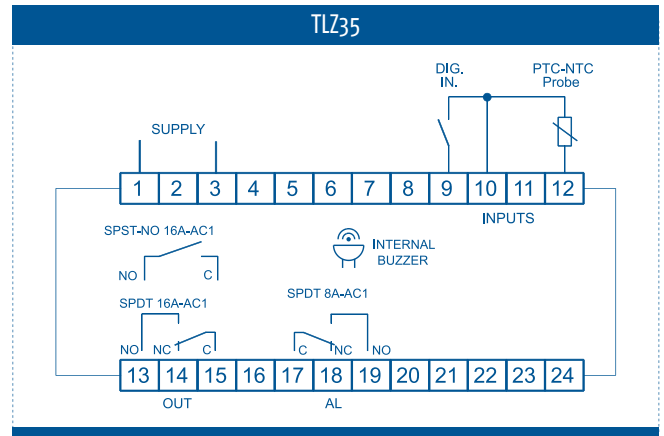 TLZ35
DIG.
IN.
PTC-NTC
Probe
SUPPLY
1 2 3 4 5 6 7 8 9 10 11 12
INPUTS
SPST-NO 16A-AC1
NO C
INTERNAL
BUZZER
SPDT 16A-AC1
NO NC C
SPDT 8A-AC1
C NC NO
13 14 15 16 17 18 19 20 21 22 23 24
OUT AL